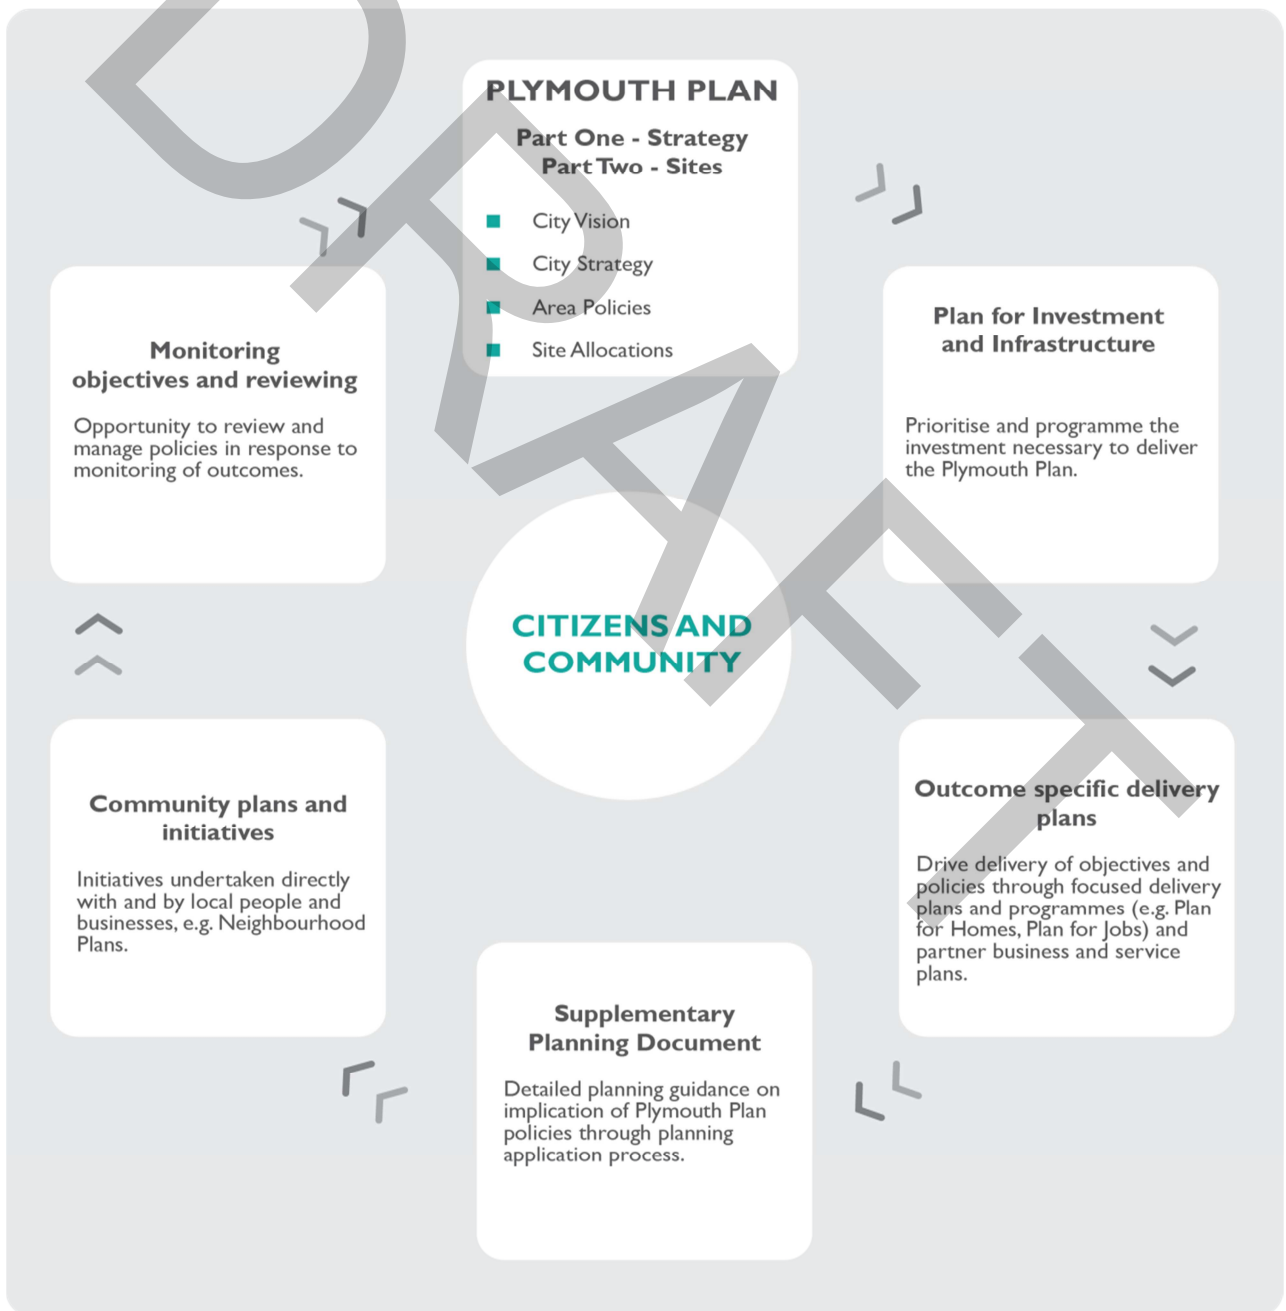 PLYMOUTH PLAN
Part One - Strategy
Part Two - Sites
City Vision
City Strategy
Area Policies
Site Allocations
Plan for Investment
and Infrastructure
Prioritise and programme the
investment necessary to deliver
the Plymouth Plan.
Outcome specific delivery
plans
Drive delivery of objectives and
policies through focused delivery
plans and programmes (e.g. Plan
for Homes, Plan for Jobs) and
partner business and service
plans.
Supplementary
Planning Document
Detailed planning guidance on
implication of Plymouth Plan
policies through planning
application process.
Community plans and
initiatives
Initiatives undertaken directly
with and by local people and
businesses, e.g. Neighbourhood
Plans.
Monitoring
objectives and reviewing
Opportunity to review and
manage policies in response to
monitoring of outcomes.
CITIZENS AND
COMMUNITY
DRAFT